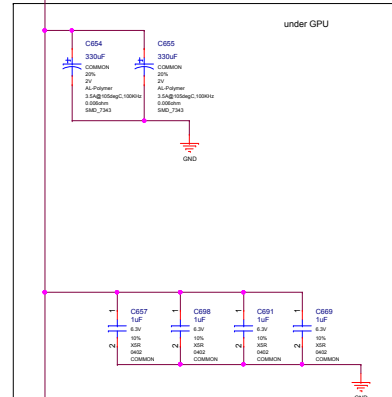 under GPU
C654
330uF
COMMON
20%
2V
AL-Polymer
3.5A@105degC,100KHz
0.006ohm
SMD_7343
C655
330uF
COMMON
20%
2V
AL-Polymer
3.5A@105degC,100KHz
0.006ohm
SMD_7343
GND
1
2
C657
1uF
6.3V
10%
X5R
0402
COMMON
1
2
C698
1uF
6.3V
10%
X5R
0402
COMMON
1
2
C691
1uF
6.3V
10%
X5R
0402
COMMON
1
2
C669
1uF
6.3V
10%
X5R
0402
COMMON
GND